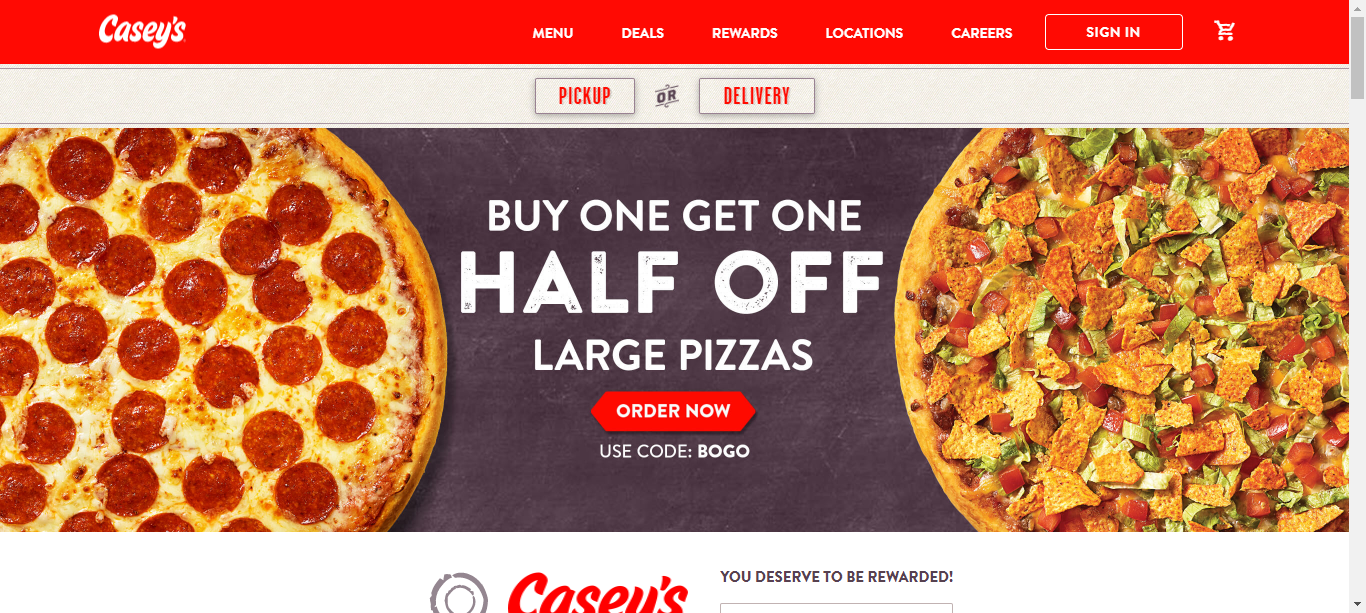 Casey's
MENU
DEALS
REWARDS
LOCATIONS
CAREERS
SIGN IN
PICKUP
OR
DELIVERY
BUY ONE GET ONE
HALF OFF
LARGE PIZZAS
ORDER NOW
USE CODE: BOGO
Casey's
YOU DESERVE TO BE REWARDED!